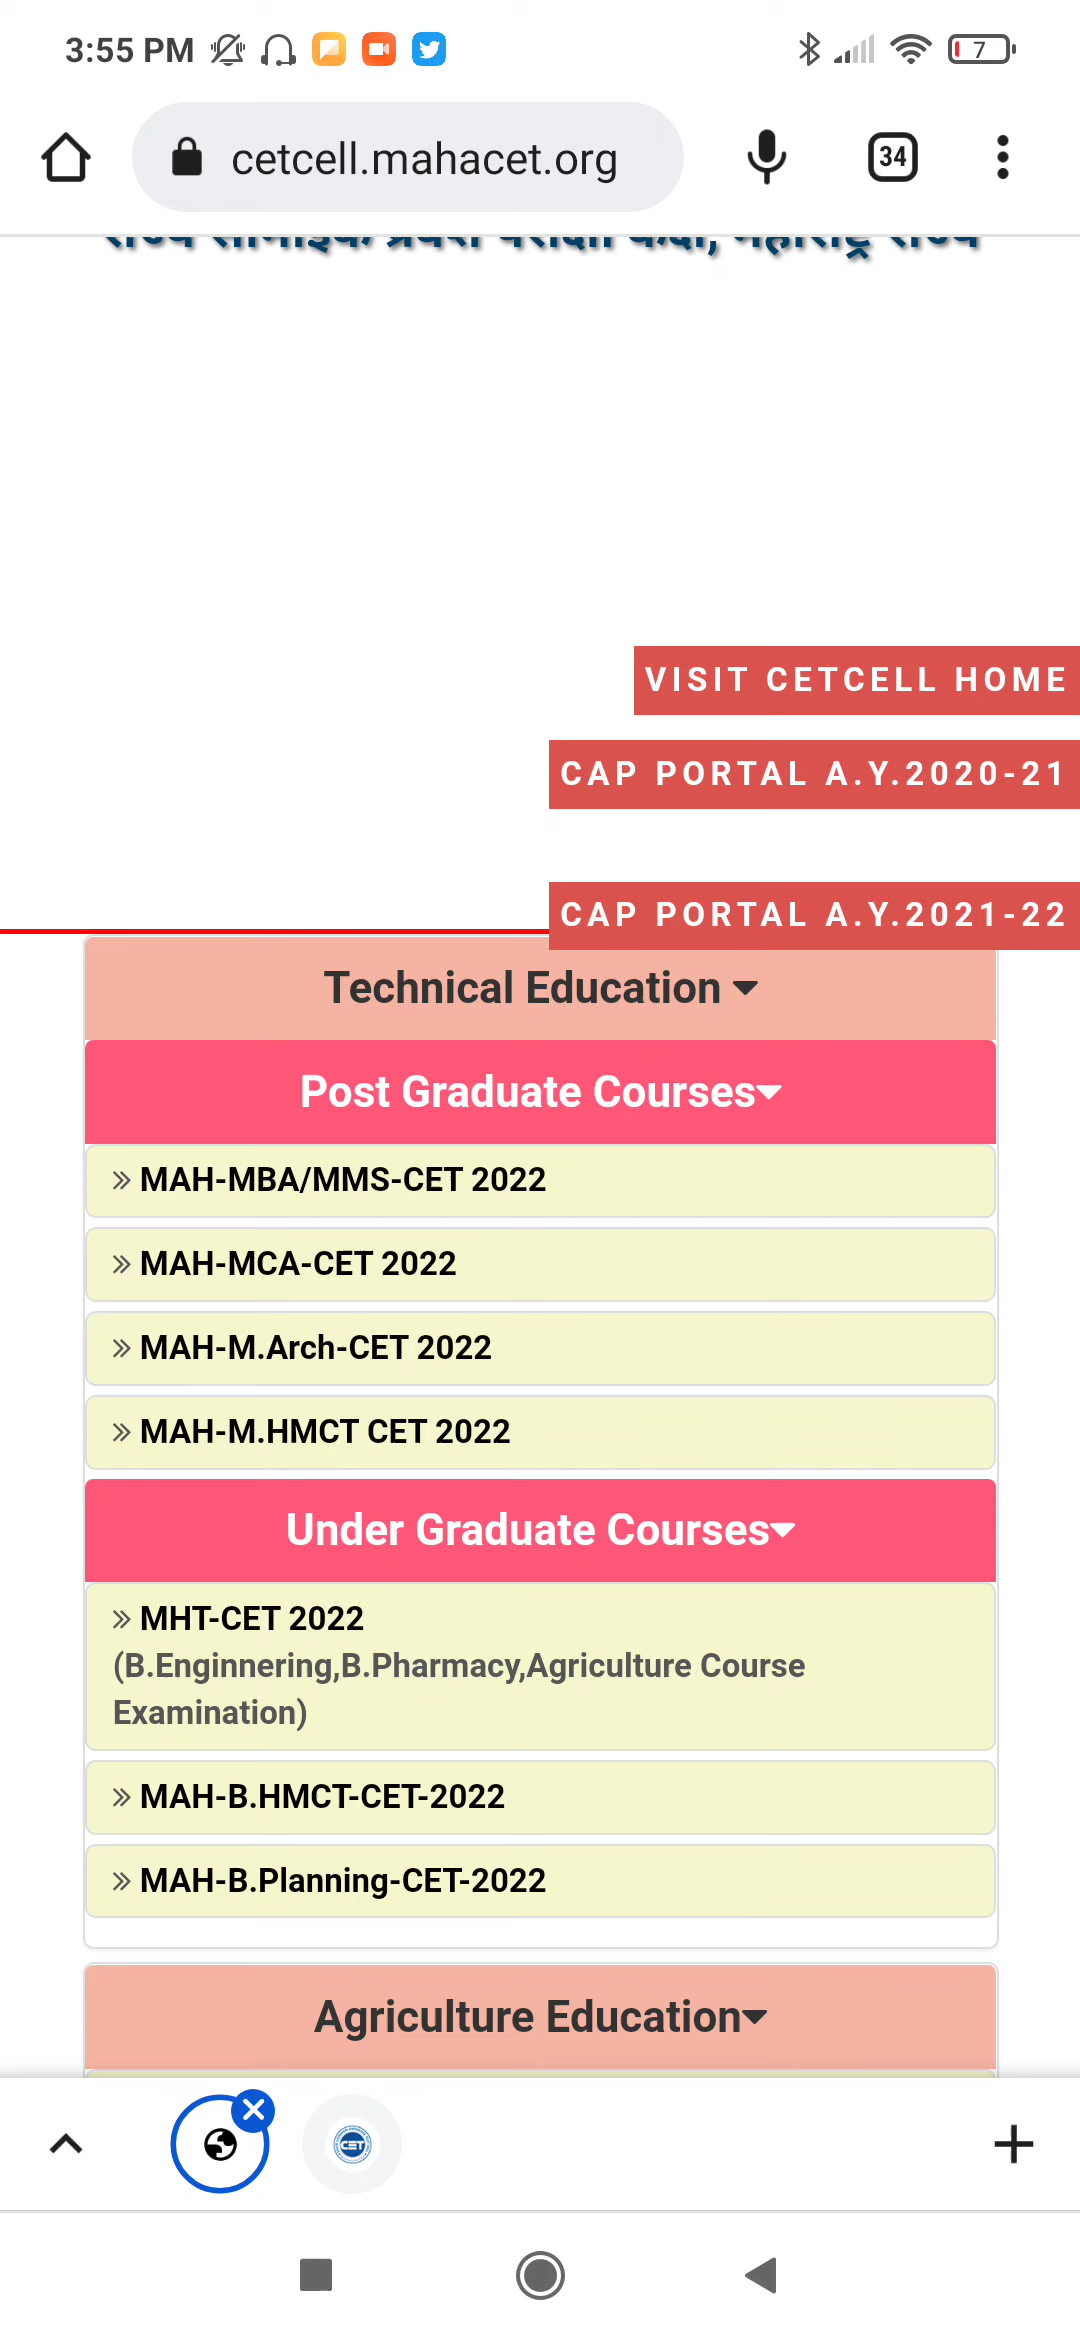 3:55 PM
7
cetcell.mahacet.org
34
VISIT CETCELL HOME
CAP PORTAL A.Y.2020-21
CAP PORTAL A.Y.2021-22
Technical Education
Post Graduate Courses
» MAH-MBA/MMS-CET 2022
» MAH-MCA-CET 2022
» MAH-M.Arch-CET 2022
» MAH-M.HMCT CET 2022
Under Graduate Courses
» MHT-CET 2022
(B.Enginnering,B.Pharmacy,Agriculture Course
Examination)
» MAH-B.HMCT-CET-2022
» MAH-B.Planning-CET-2022
Agriculture Education
CET